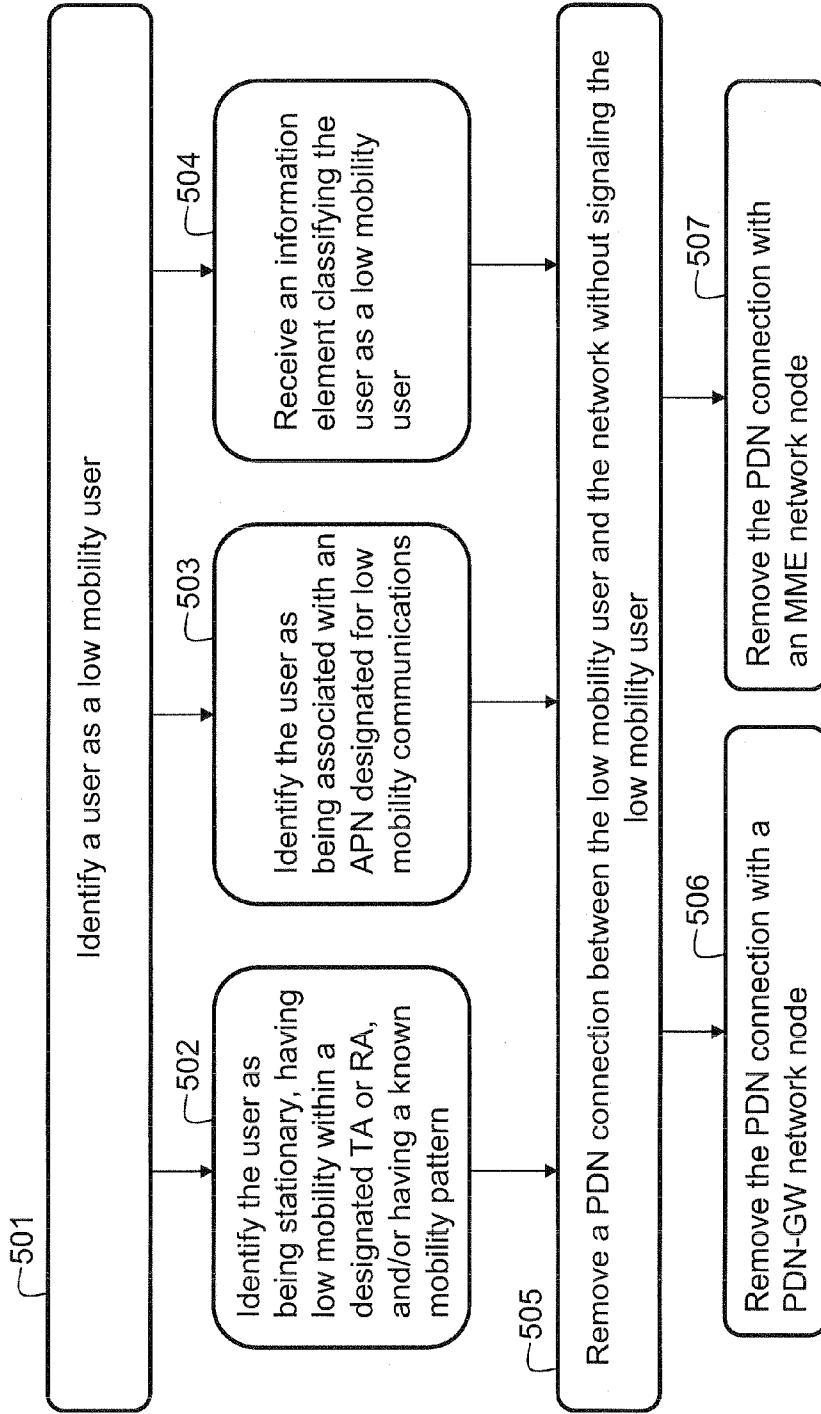 501
Identify a user as a low mobility user
502
Identify the user as
being stationary, having
low mobility within a
designated TA or RA,
and/or having a known
mobility pattern
503
Identify the user as
being associated with an
APN designated for low
mobility communications
504
Receive an information
element classifying the
user as a low mobility
user
505
Remove a PDN connection between the low mobility user and the network without signaling the
low mobility user
506
Remove the PDN connection with a
PDN-GW network node
507
Remove the PDN connection with
an MME network node